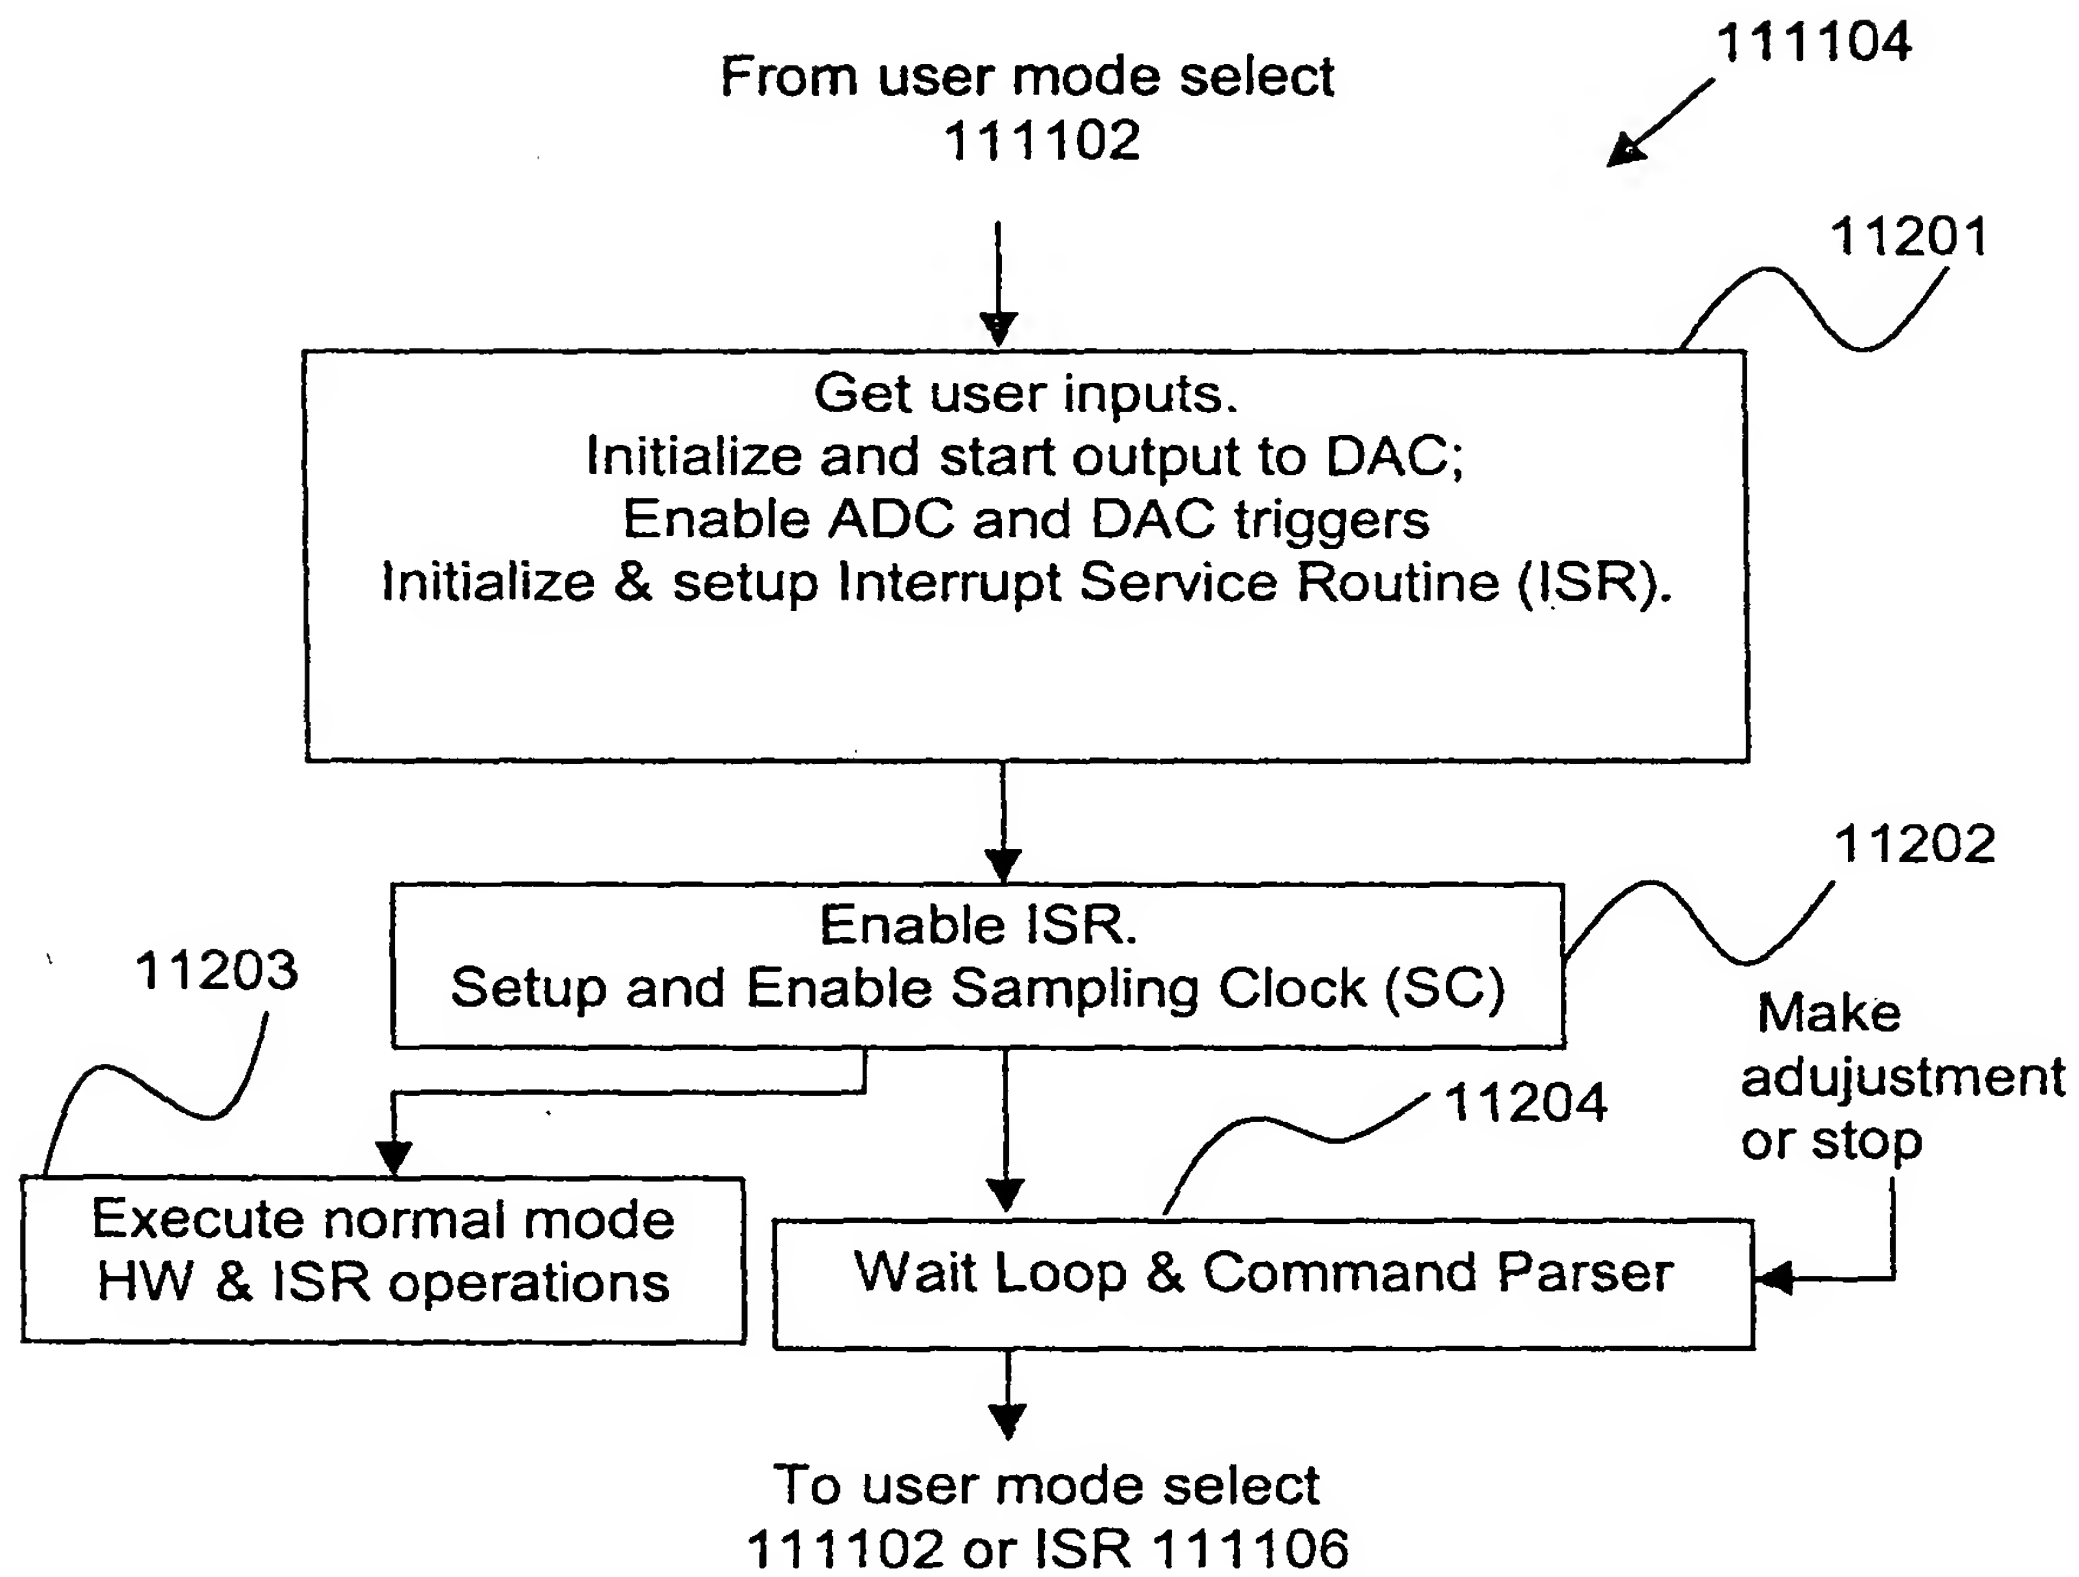 111104
From user mode select
111102
11201
Get user inputs.
Initialize and start output to DAC;
Enable ADC and DAC triggers
Initialize & setup Interrupt Service Routine (ISR).
11202
Enable ISR.
Setup and Enable Sampling Clock (SC)
11203
Make
adujustment
or stop
11204
Execute normal mode
HW & ISR operations
Wait Loop & Command Parser
To user mode select
111102 or ISR 111106